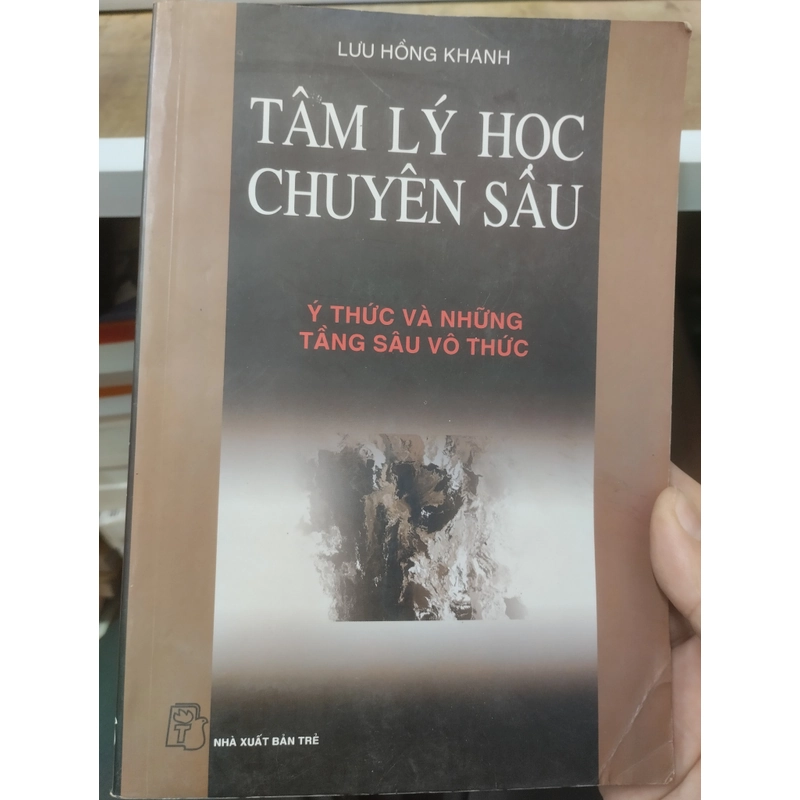 LƯU HỒNG KHANH
TÂM LÝ HỌC
CHUYÊN SÂU
Ý THỨC VÀ NHỮNG
TẦNG SÂU VÔ THỨC
T
NHÀ XUẤT BẢN TRẺ